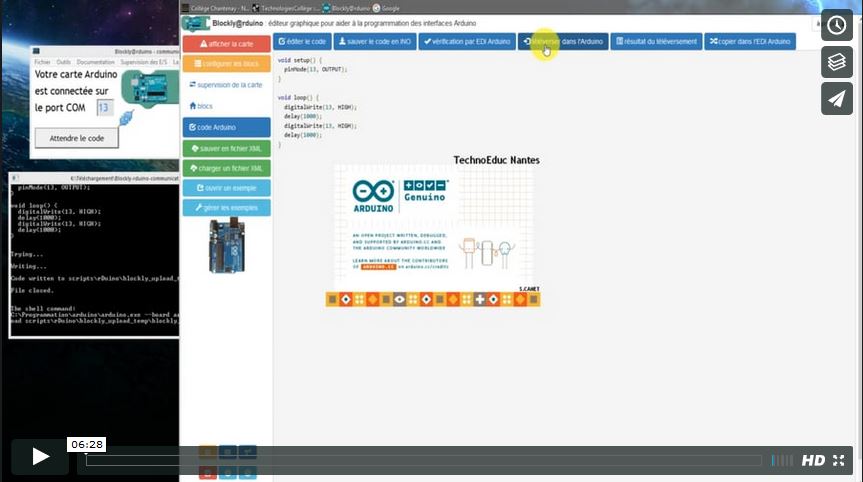 Collège Chantenay - N...
TechnologiesCollège :...
Blockly@rduino
Google
Blockly@rduino : éditeur graphique pour aider à la programmation des interfaces Arduino
afficher la carte
configurer les blocs
supervision de la carte
blocs
code Arduino
sauver en fichier XML
charger un fichier XML
ouvrir un exemple
gérer les exemples
éditer le code
sauver le code en INO
vérification par EDI Arduino
téléverser dans l'Arduino
résultat du téléversement
copier dans l'EDI Arduino
void setup() {
pinMode(13, OUTPUT);
}
void loop() {
digitalWrite(13, HIGH);
delay(1000);
digitalWrite(13, HIGH);
delay(1000);
}
TechnoEduc Nantes
ARDUINO
Genuino
AN OPEN PROJECT WRITTEN, DEBUGGED,
AND SUPPORTED BY ARDUINO.CC AND
THE ARDUINO COMMUNITY WORLDWIDE
LEARN MORE ABOUT THE CONTRIBUTORS
OF ARDUINO.CC on arduino.cc/credits
S.CANET
Blockly@rduino - communi
Fichier Outils Documentation Supervision des E/S La
Votre carte Arduino
est connectée sur
le port COM 13
Attendre le code
C:\Téléchargement\Blockly-rduino-communicat
pinMode(13, OUTPUT);
}
void loop() {
digitalWrite(13, HIGH);
delay(1000);
digitalWrite(13, HIGH);
delay(1000);
}
Trying...
Writing...
Code written to scripts\rDuino\blockly_upload_t
File closed.
The shell command:
C:\Programmation\arduino\arduino.exe --board ar
oad scripts\rDuino\blockly_upload_temp\blockly_
06:28
HD